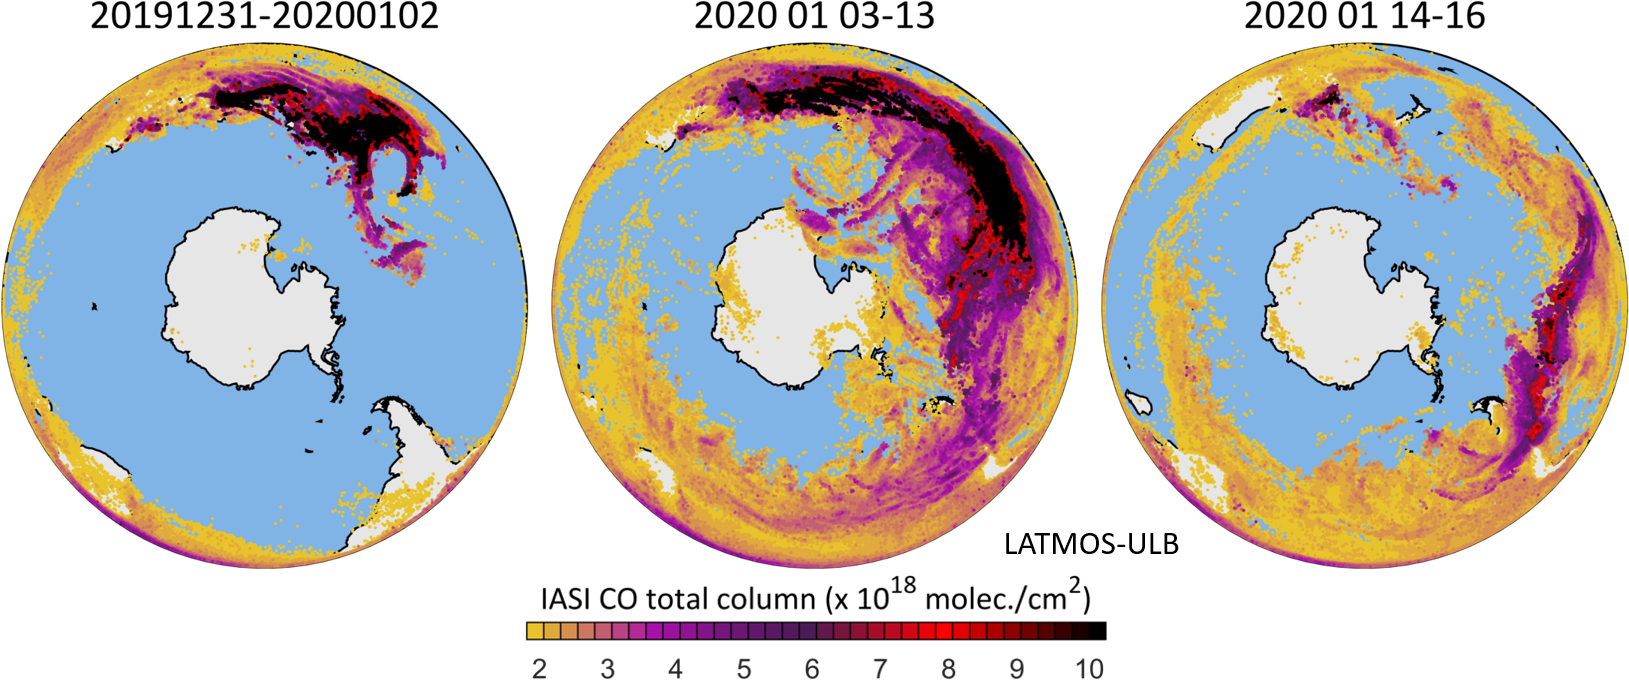 20191231-20200102
2020 01 03-13
2020 01 14-16
LATMOS-ULB
IASI CO total column (x 10¹⁸ molec./cm²)
2 3 4 5 6 7 8 9 10